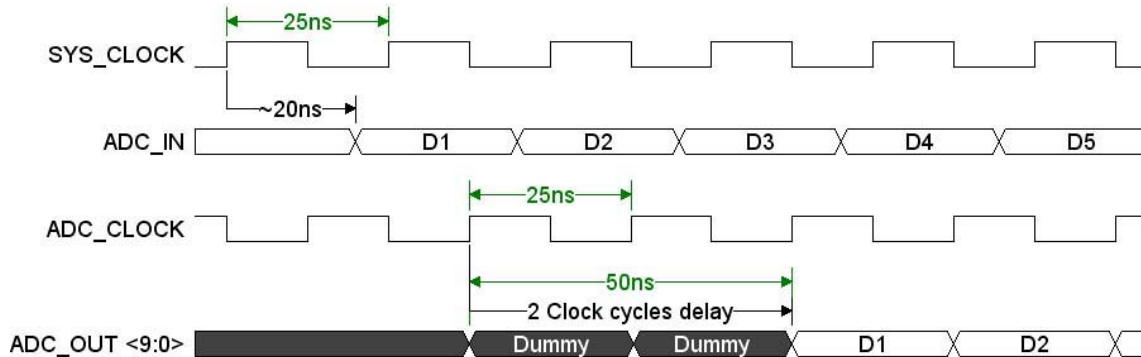 25ns
SYS_CLOCK
~20ns
ADC_IN D1 D2 D3 D4 D5
25ns
ADC_CLOCK
50ns
2 Clock cycles delay
ADC_OUT <9:0> Dummy Dummy D1 D2